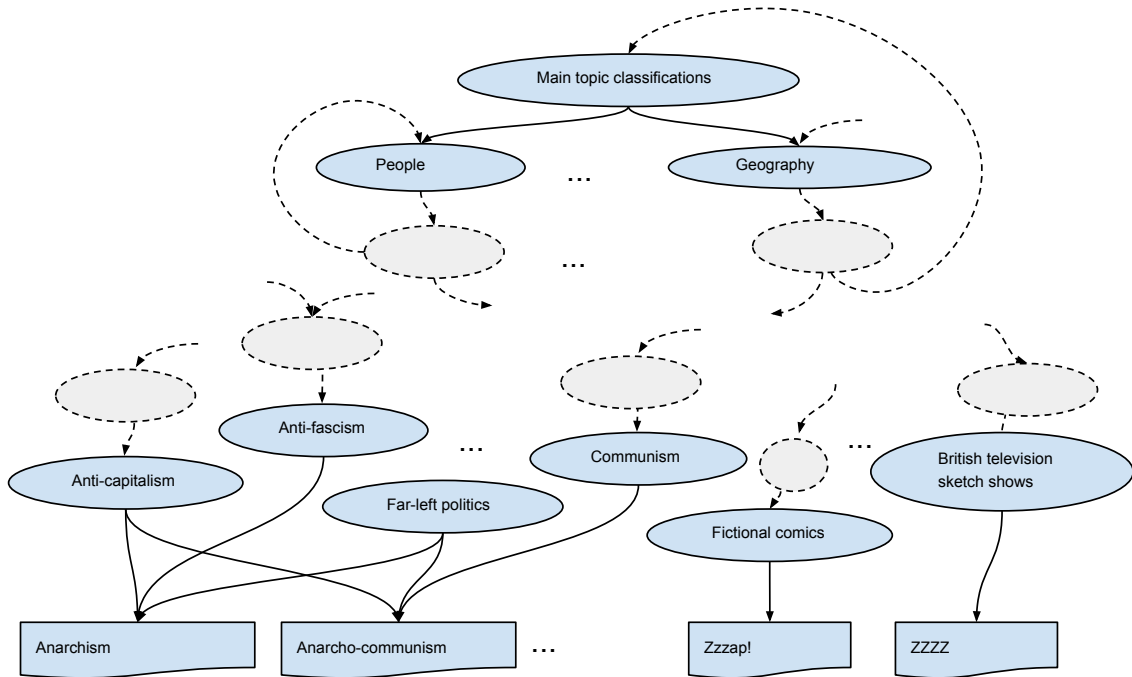 Main topic classifications
People
...
Geography
...
Anti-fascism
...
Communism
...
British television
sketch shows
Anti-capitalism
Far-left politics
Fictional comics
Anarchism
Anarcho-communism
...
Zzzap!
ZZZZ